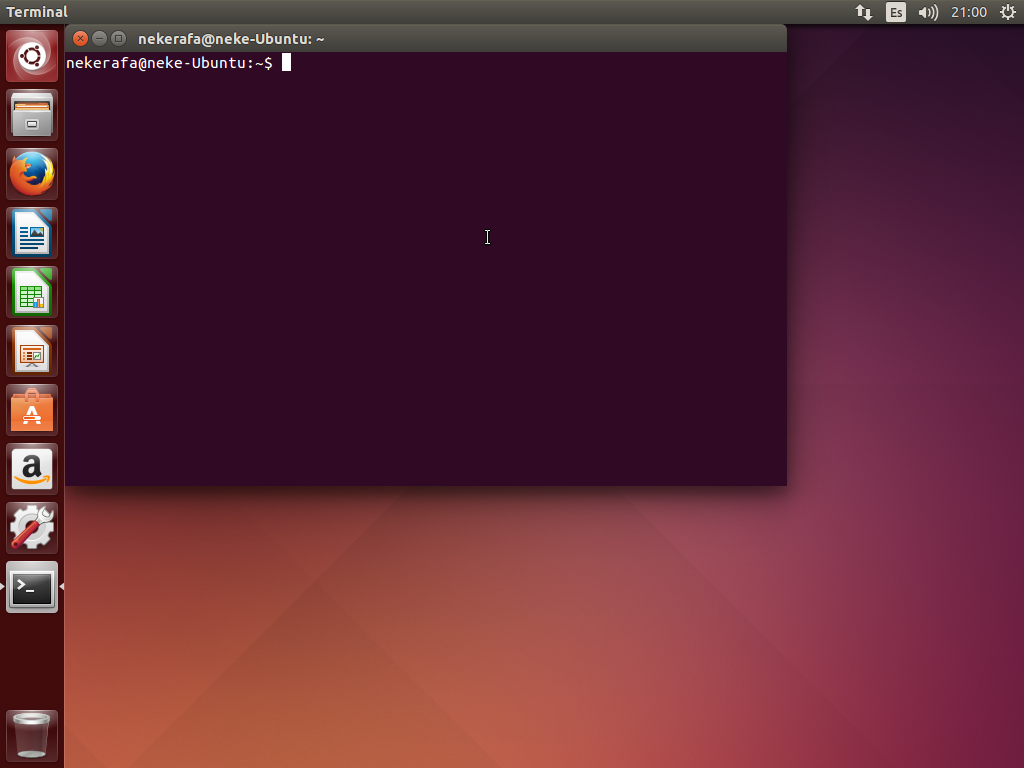 Terminal
Es
21:00
nekerafa@neke-Ubuntu: ~
nekerafa@neke-Ubuntu:~$